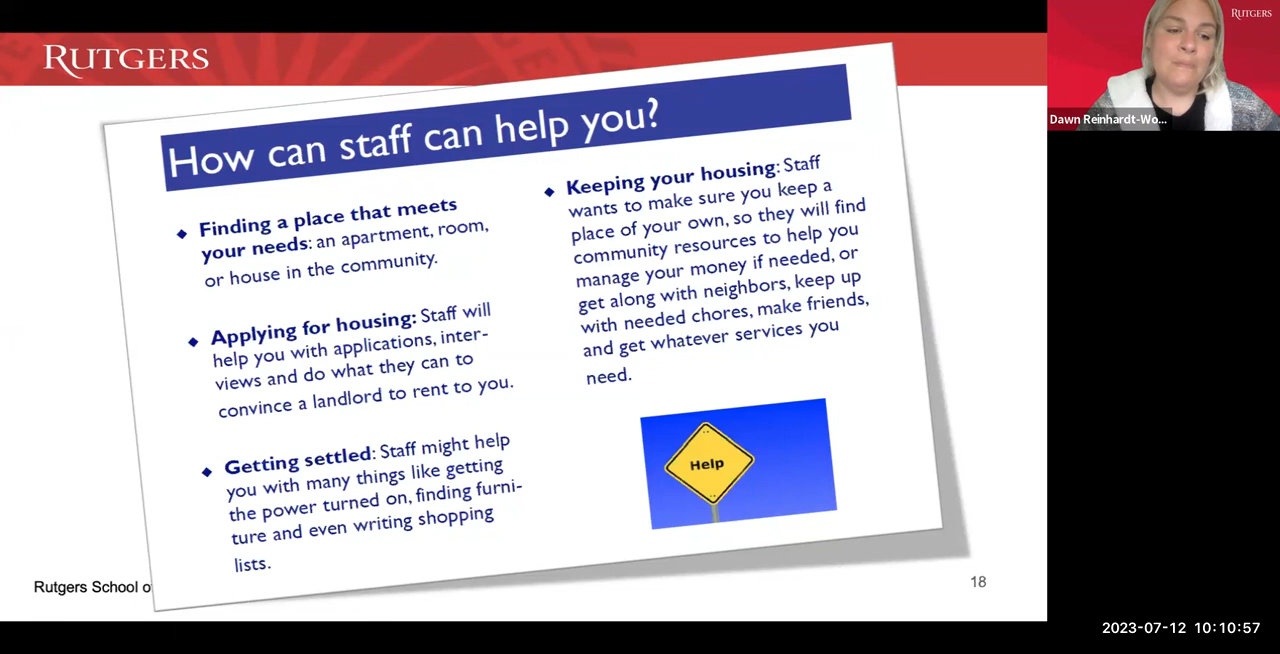 RUTGERS
How can staff can help you?
Finding a place that meets
your needs: an apartment, room,
or house in the community.
Applying for housing: Staff will
help you with applications, inter-
views and do what they can to
convince a landlord to rent to you.
Getting settled: Staff might help
you with many things like getting
the power turned on, finding furni-
ture and even writing shopping
lists.
Keeping your housing: Staff
wants to make sure you keep a
place of your own, so they will find
community resources to help you
manage your money if needed, or
get along with neighbors, keep up
with needed chores, make friends,
and get whatever services you
need.
Help
Rutgers School o
18
RUTGERS
Dawn Reinhardt-Wo...
2023-07-12 10:10:57